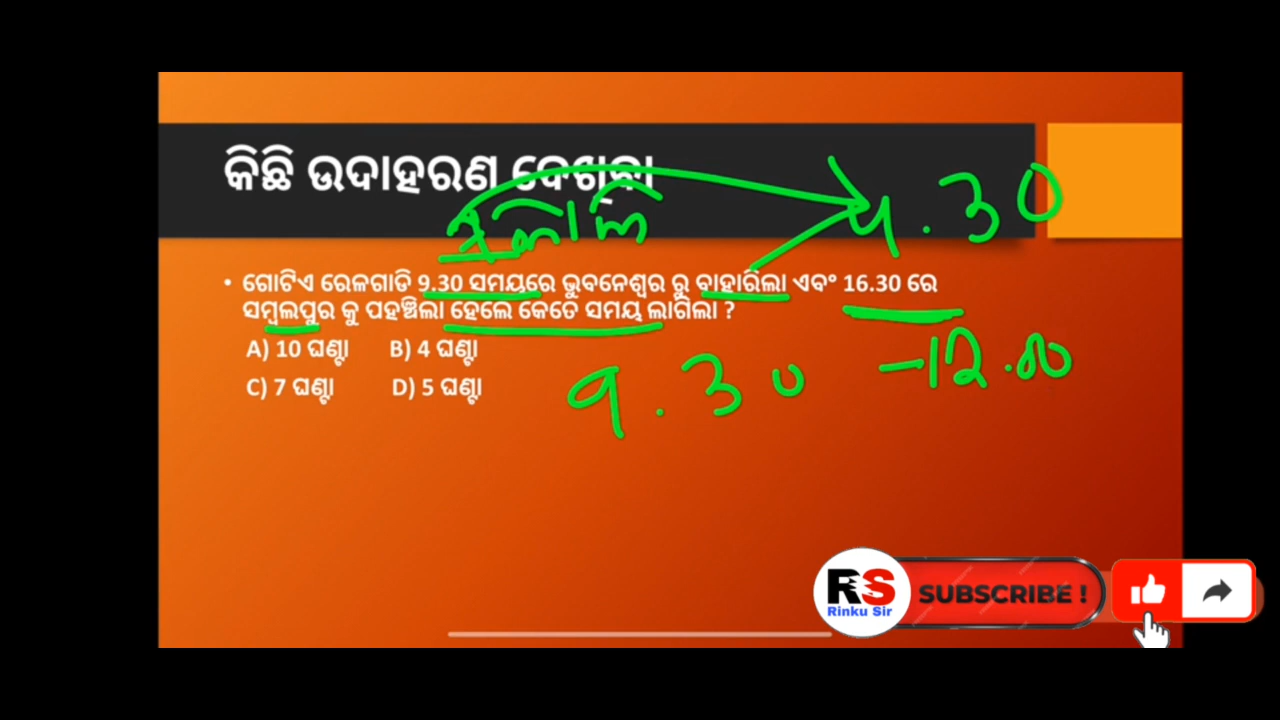 କିଛି ଉଦାହରଣ ଦେଖିବା
4.30
• ଗୋଟିଏ ରେଳଗାଡି 9.30 ସମୟରେ ଭୁବନେଶ୍ୱର ରୁ ବାହାରିଲା ଏବଂ 16.30 ରେ
ସମ୍ବଲପୁର କୁ ପହଞ୍ଚିଲା ହେଲେ କେତେ ସମୟ ଲାଗିଲା ?
A) 10 ଘଣ୍ଟା B) 4 ଘଣ୍ଟା
C) 7 ଘଣ୍ଟା D) 5 ଘଣ୍ଟା
9.30 -12.00
RS
Rinku Sir
SUBSCRIBE !